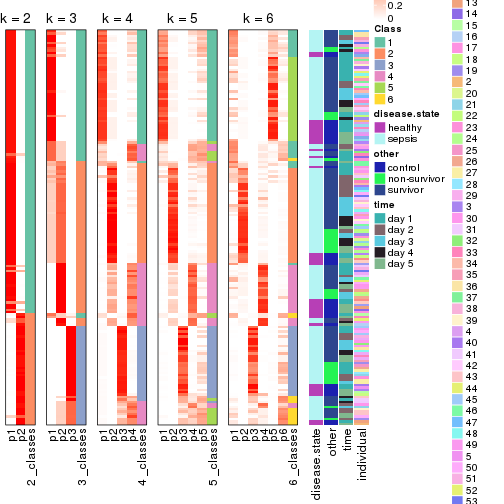 k = 2
k = 3
k = 4
k = 5
k = 6
p1
p2
2_classes
p1
p2
p3
3_classes
p1
p2
p3
p4
4_classes
p1
p2
p3
p4
p5
5_classes
p1
p2
p3
p4
p5
p6
6_classes
disease.state
other
time
individual
0.2
0
Class
1
2
3
4
5
6
disease.state
healthy
sepsis
other
control
non-survivor
survivor
time
day 1
day 2
day 3
day 4
day 5
13
14
15
16
17
18
19
2
20
21
22
23
24
25
26
27
28
29
3
30
31
32
33
34
35
36
37
38
39
4
40
41
42
43
44
45
46
47
48
49
5
50
51
52
53